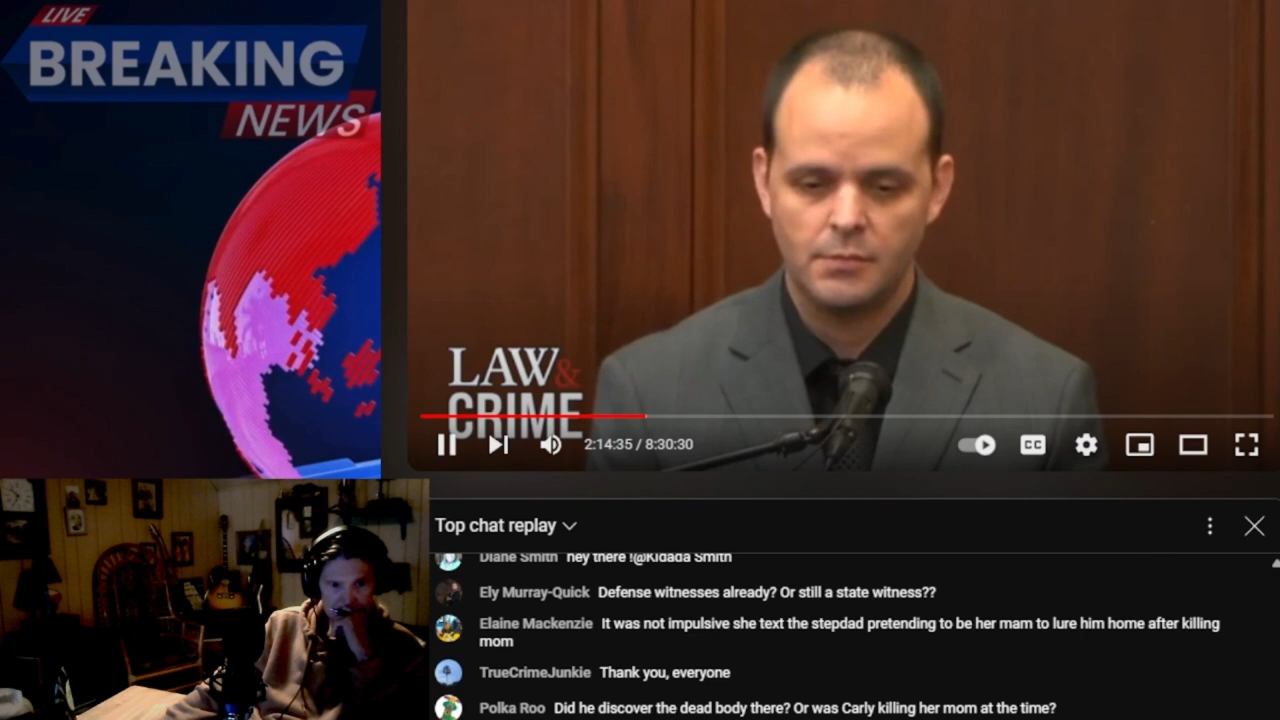 LIVE
BREAKING
NEWS
LAW&
CRIME
2:14:35 / 8:30:30
CC
Top chat replay
Diane Smith hey there !@Kidada Smith
Ely Murray-Quick Defense witnesses already? Or still a state witness??
Elaine Mackenzie It was not impulsive she text the stepdad pretending to be her mam to lure him home after killing
mom
TrueCrimeJunkie Thank you, everyone
Polka Roo Did he discover the dead body there? Or was Carly killing her mom at the time?